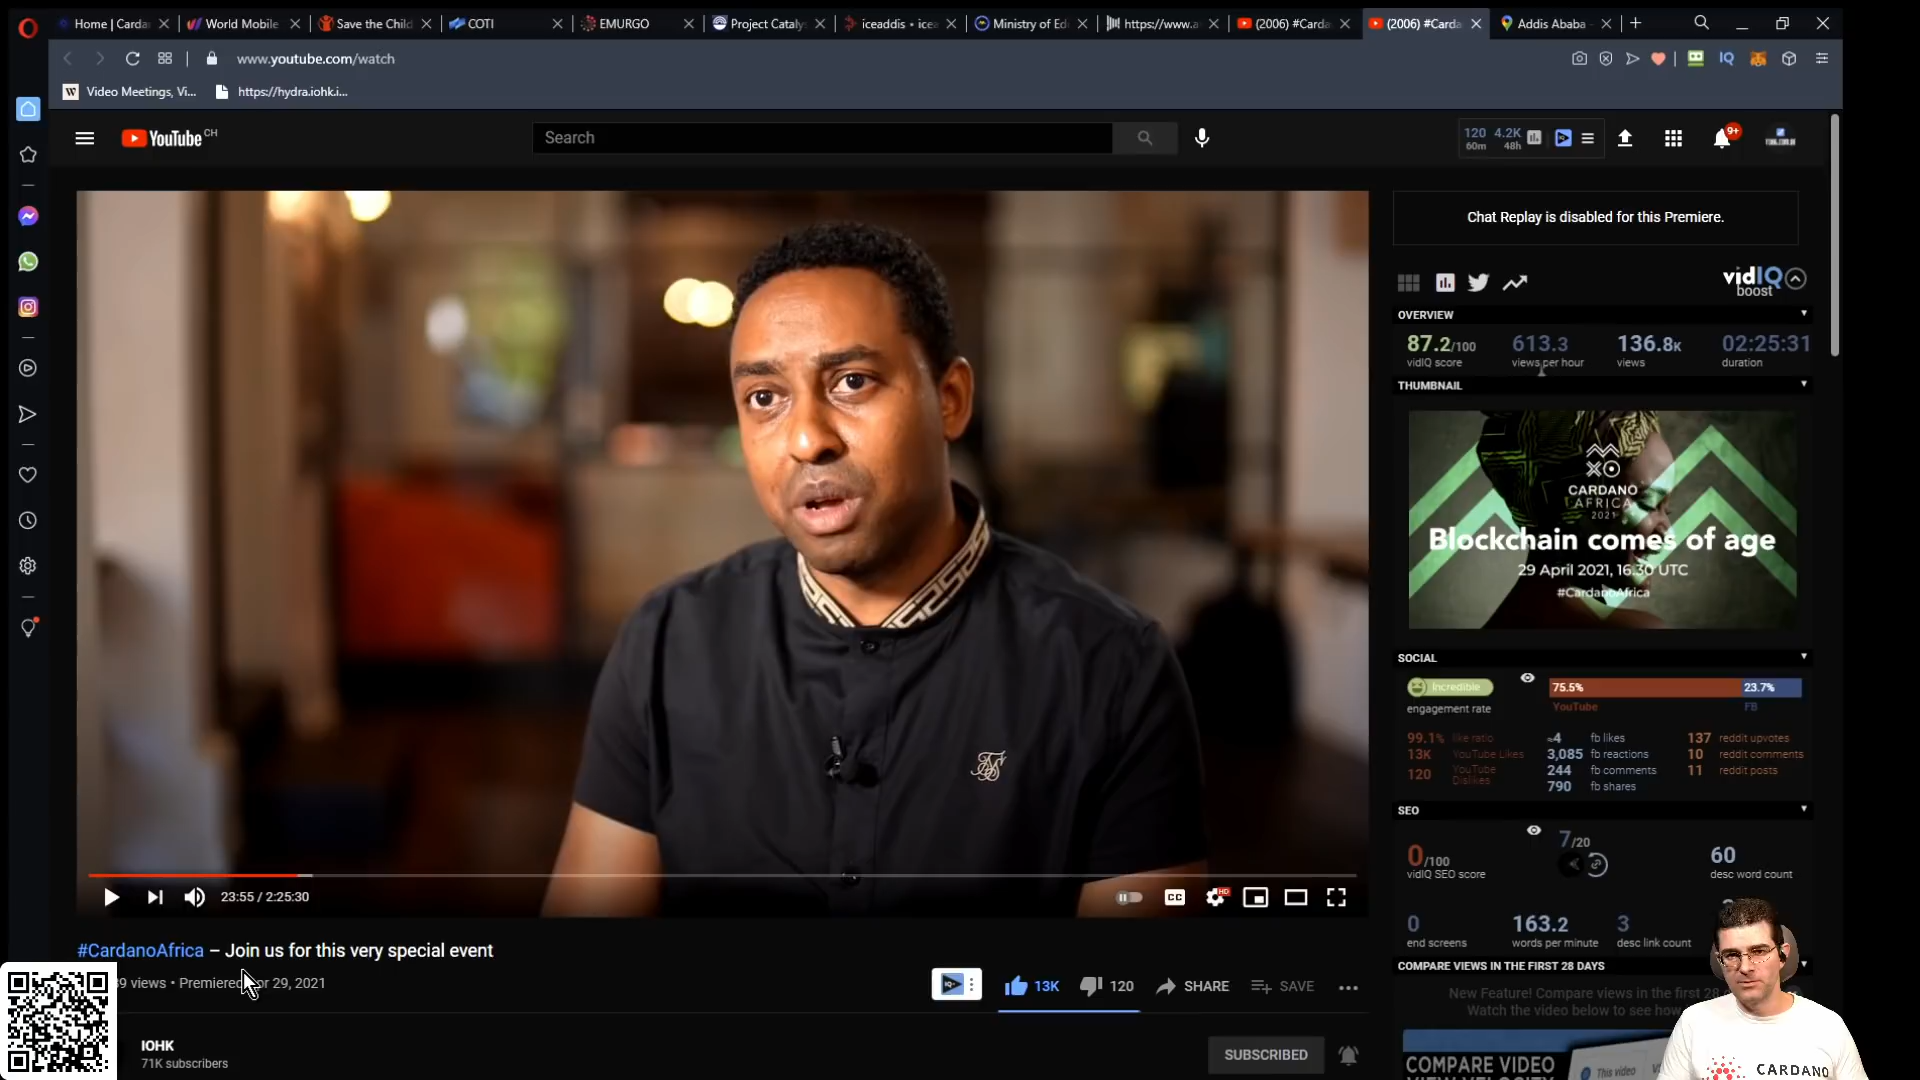 Home | Carda
World Mobile
Save the Child
COTI
EMURGO
Project Cataly
iceaddis • icea
Ministry of Ed
https://www.a
(2006) #Carda
(2006) #Carda
Addis Ababa -
www.youtube.com/watch
IQ
W Video Meetings, Vi...
https://hydra.iohk.i...
YouTube CH
Search
120 4.2K
60m 48h
9+
Chat Replay is disabled for this Premiere.
vidIQ
boost
OVERVIEW
87.2/100 613.3 136.8K 02:25:31
vidIQ score views per hour views duration
THUMBNAIL
CARDANO
AFRICA
2021
Blockchain comes of age
29 April 2021, 16.30 UTC
#CardanoAfrica
SOCIAL
Incredible
engagement rate
75.5% 23.7%
YouTube FB
99.1% like ratio
13K YouTube Likes
120 YouTube Dislikes
≈4 fb likes
3,085 fb reactions
244 fb comments
790 fb shares
137 reddit upvotes
10 reddit comments
11 reddit posts
SEO
0/100
vidIQ SEO score
7/20
60
desc word count
0
end screens
163.2
words per minute
3
desc link count
COMPARE VIEWS IN THE FIRST 28 DAYS
New Feature! Compare views in the first 28
Watch the video below to see how
COMPARE VIDEO
This video
CARDANO
23:55 / 2:25:30
CC
HD
#CardanoAfrica – Join us for this very special event
39 views • Premiered Apr 29, 2021
13K
120
SHARE
SAVE
IOHK
71K subscribers
SUBSCRIBED